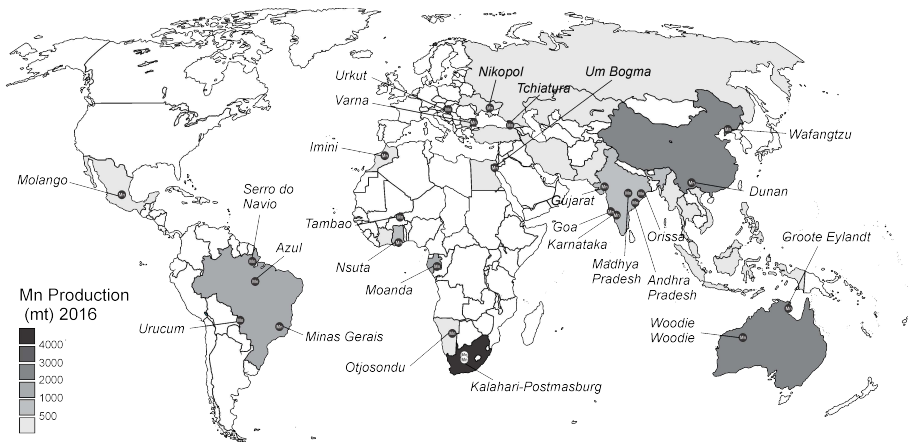 Urkut
Nikopol
Um Bogma
Tchiatura
Varna
Wafangtzu
Imini
Molango
Serro do
Navio
Dunan
Gujarat
Tambao
Goa
Karnataka
Orissa
Groote Eylandt
Azul
Nsuta
Moanda
Madhya
Pradesh
Andhra
Pradesh
Mn Production
(mt) 2016
Urucum
Minas Gerais
Woodie
Woodie
4000
3000
2000
1000
500
Otjosondu
Kalahari-Postmasburg